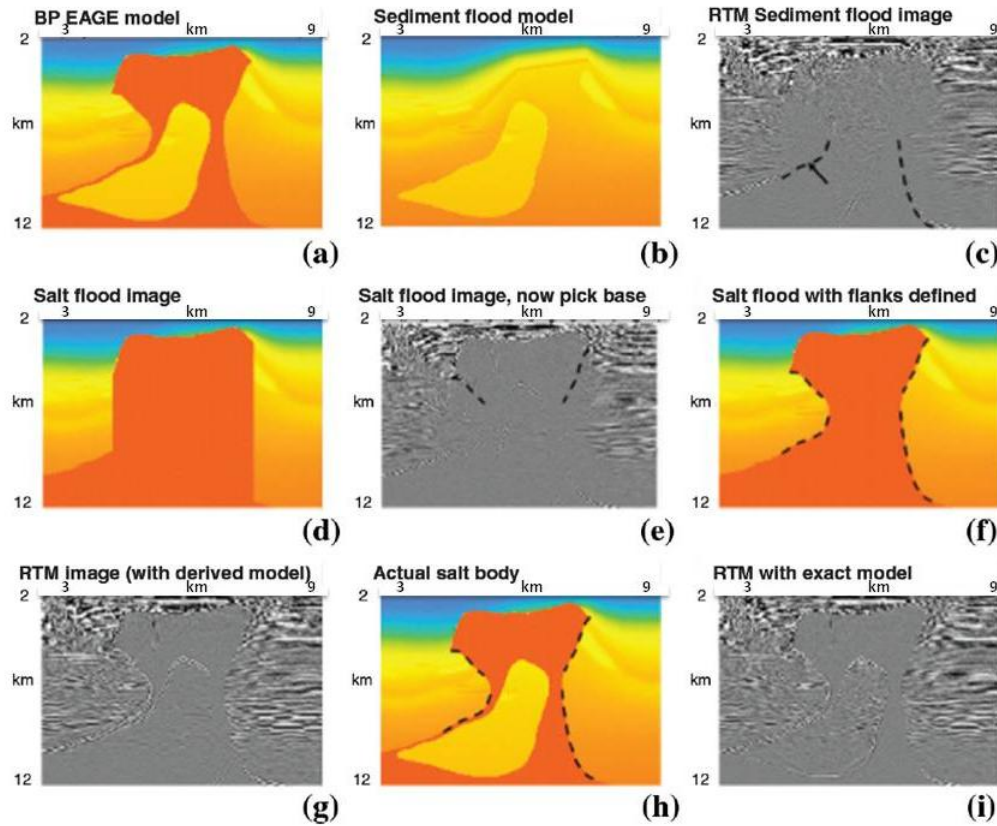 BP EAGE model
3 km 9
2
km
12
(a)
Sediment flood model
3 km 9
(b)
RTM Sediment flood image
3 km 9
2
km
12
(c)
Salt flood image
3 km 9
2
km
12
(d)
Salt flood image, now pick base
3 km 9
2
km
12
(e)
Salt flood with flanks defined
3 km 9
2
km
12
(f)
RTM image (with derived model)
3 km 9
2
km
12
(g)
Actual salt body
3 km 9
2
km
12
(h)
RTM with exact model
3 km 9
2
km
12
(i)